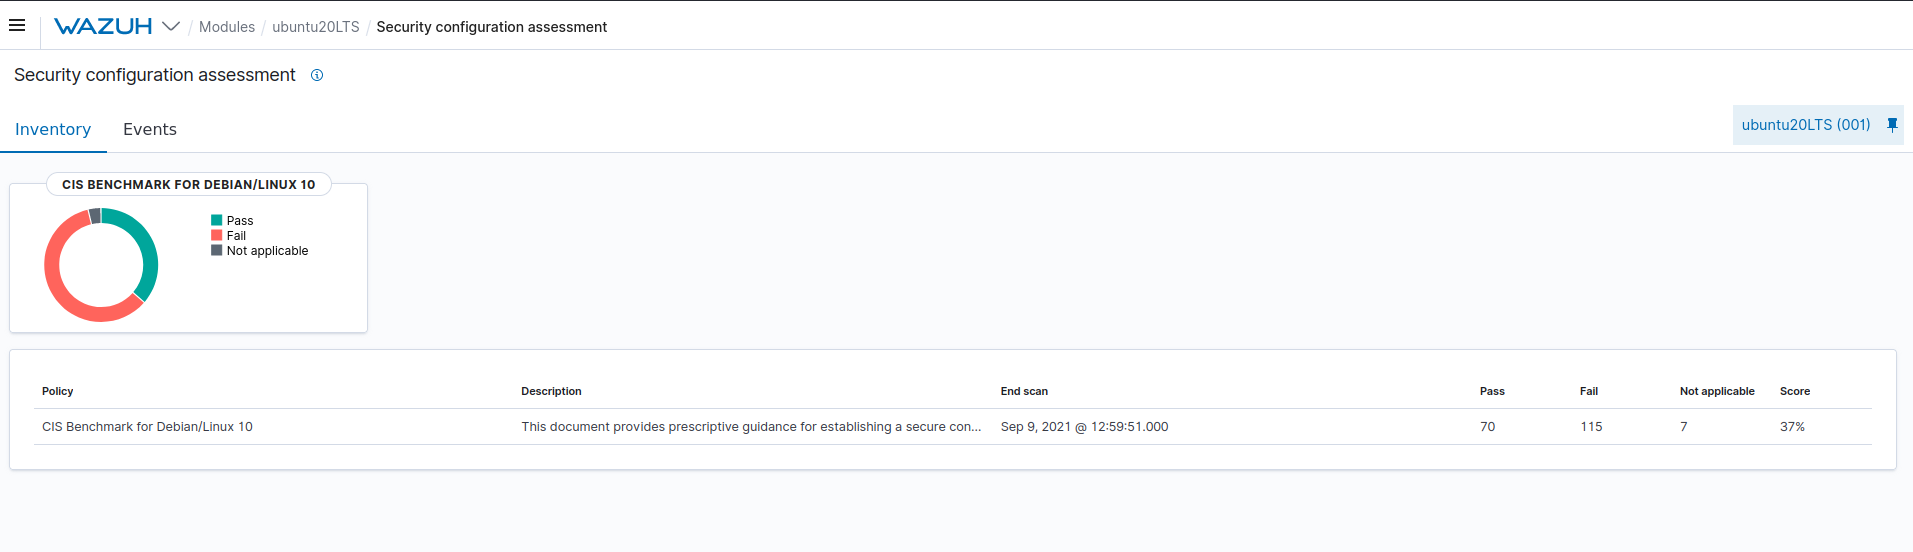 WAZUH / Modules / ubuntu20LTS / Security configuration assessment
Security configuration assessment
Inventory Events
ubuntu20LTS (001)
CIS BENCHMARK FOR DEBIAN/LINUX 10
Pass
Fail
Not applicable
Policy Description End scan Pass Fail Not applicable Score
CIS Benchmark for Debian/Linux 10 This document provides prescriptive guidance for establishing a secure con... Sep 9, 2021 @ 12:59:51.000 70 115 7 37%